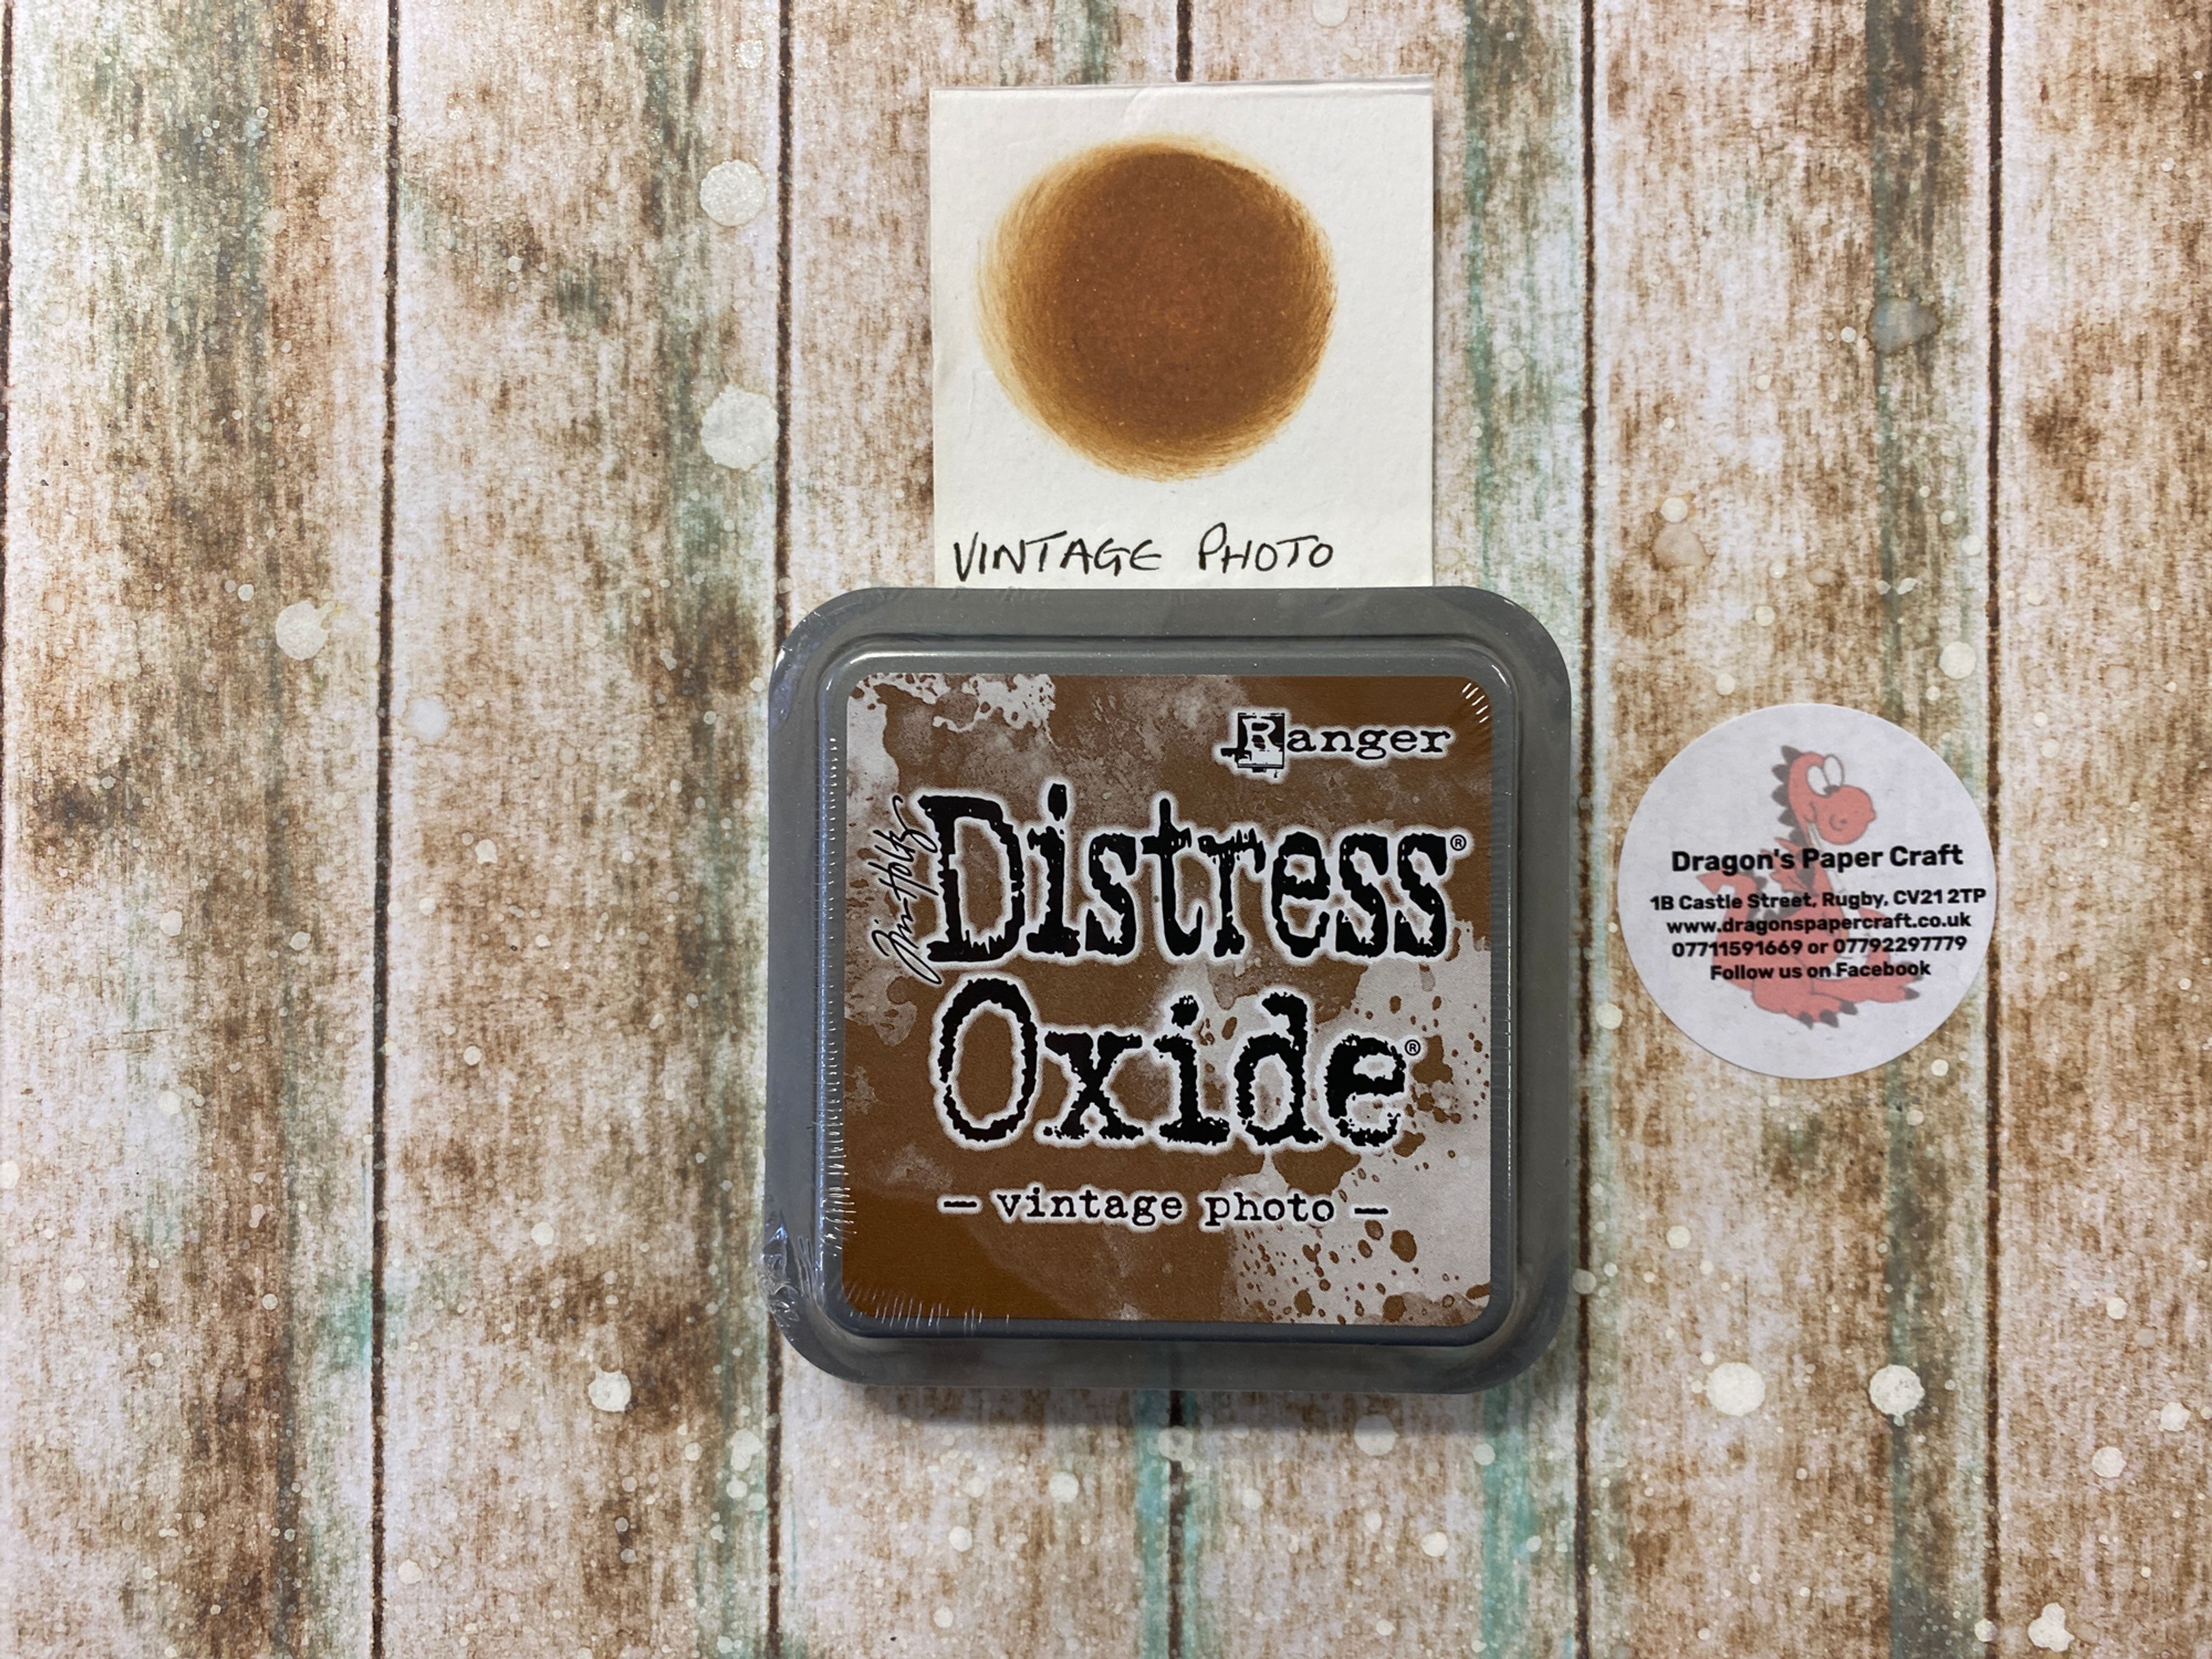 VINTAGE PHOTO
Ranger
Tim Holtz
Distress®
Oxide®
— vintage photo —
Dragon's Paper Craft
1B Castle Street, Rugby, CV21 2TP
www.dragonspapercraft.co.uk
07711591669 or 07792297779
Follow us on Facebook